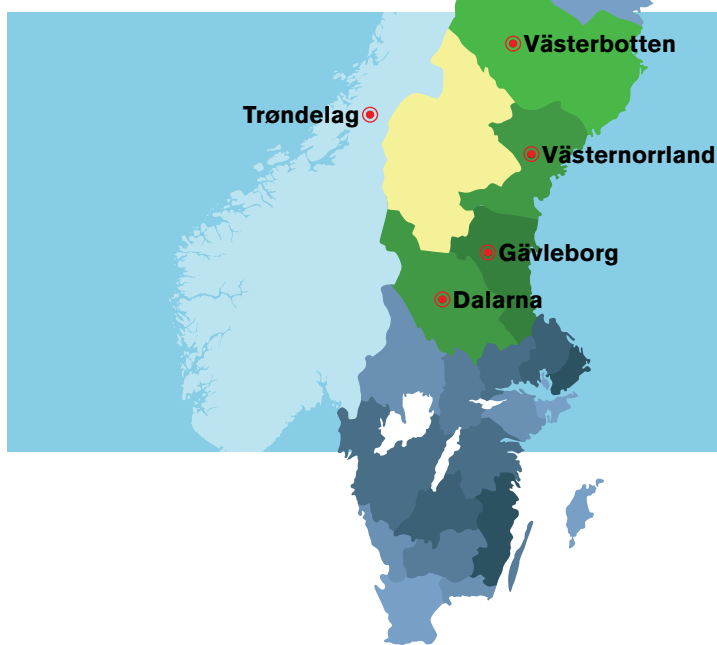 Västerbotten
Trøndelag
Västernorrland
Gävleborg
Dalarna